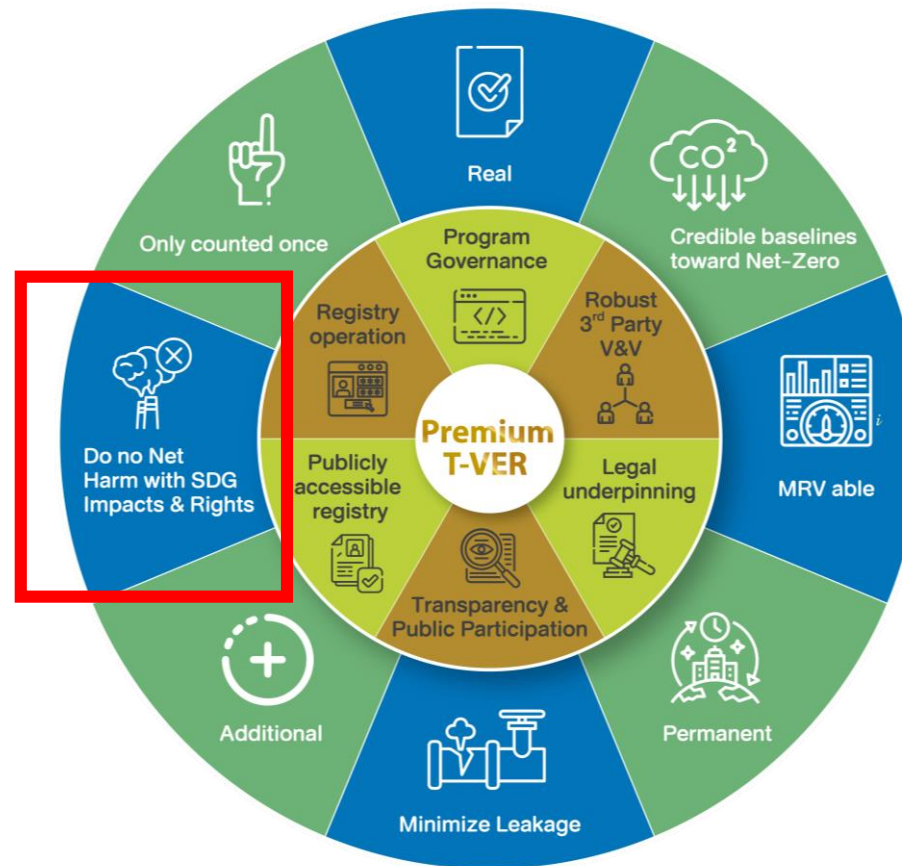 Real
CO²
Credible baselines
toward Net-Zero
MRV able
i
Permanent
Minimize Leakage
Additional
Do no Net
Harm with SDG
Impacts & Rights
Only counted once
Program
Governance
</>
Robust
3rd Party
V&V
Legal
underpinning
Transparency &
Public Participation
Publicly
accessible
registry
Registry
operation
Premium
T-VER